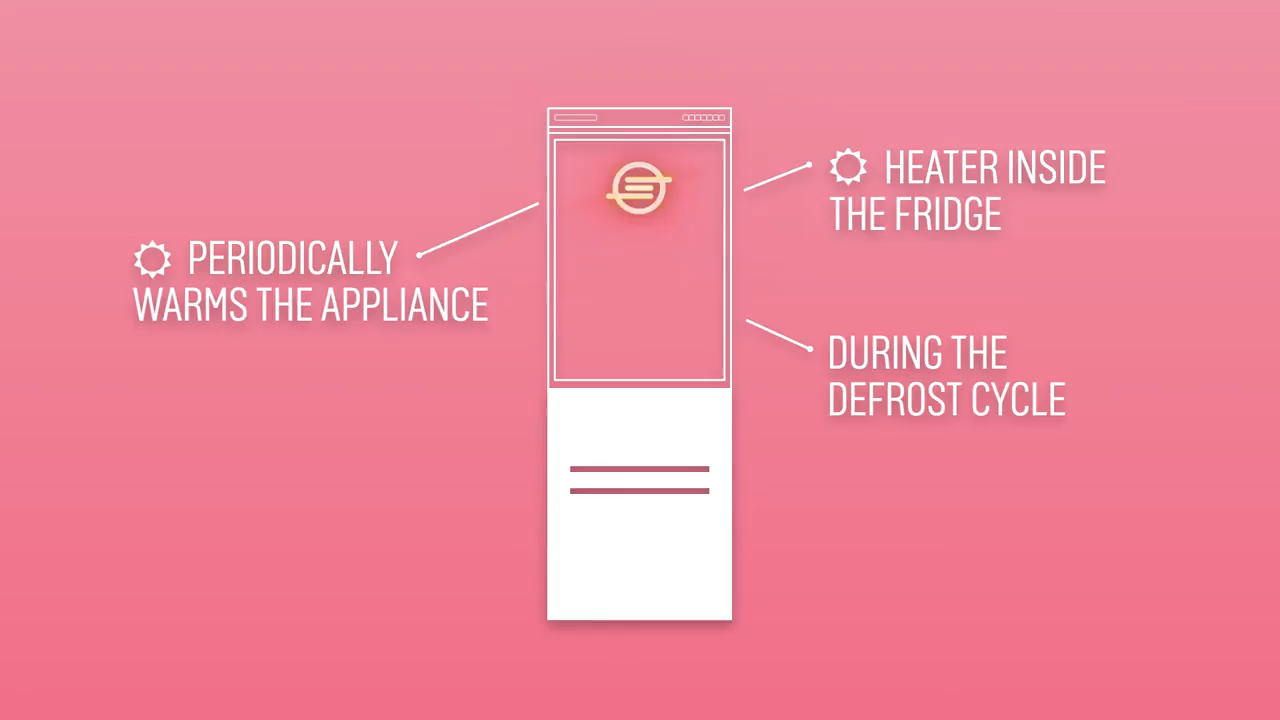 PERIODICALLY
WARMS THE APPLIANCE
HEATER INSIDE
THE FRIDGE
DURING THE
DEFROST CYCLE